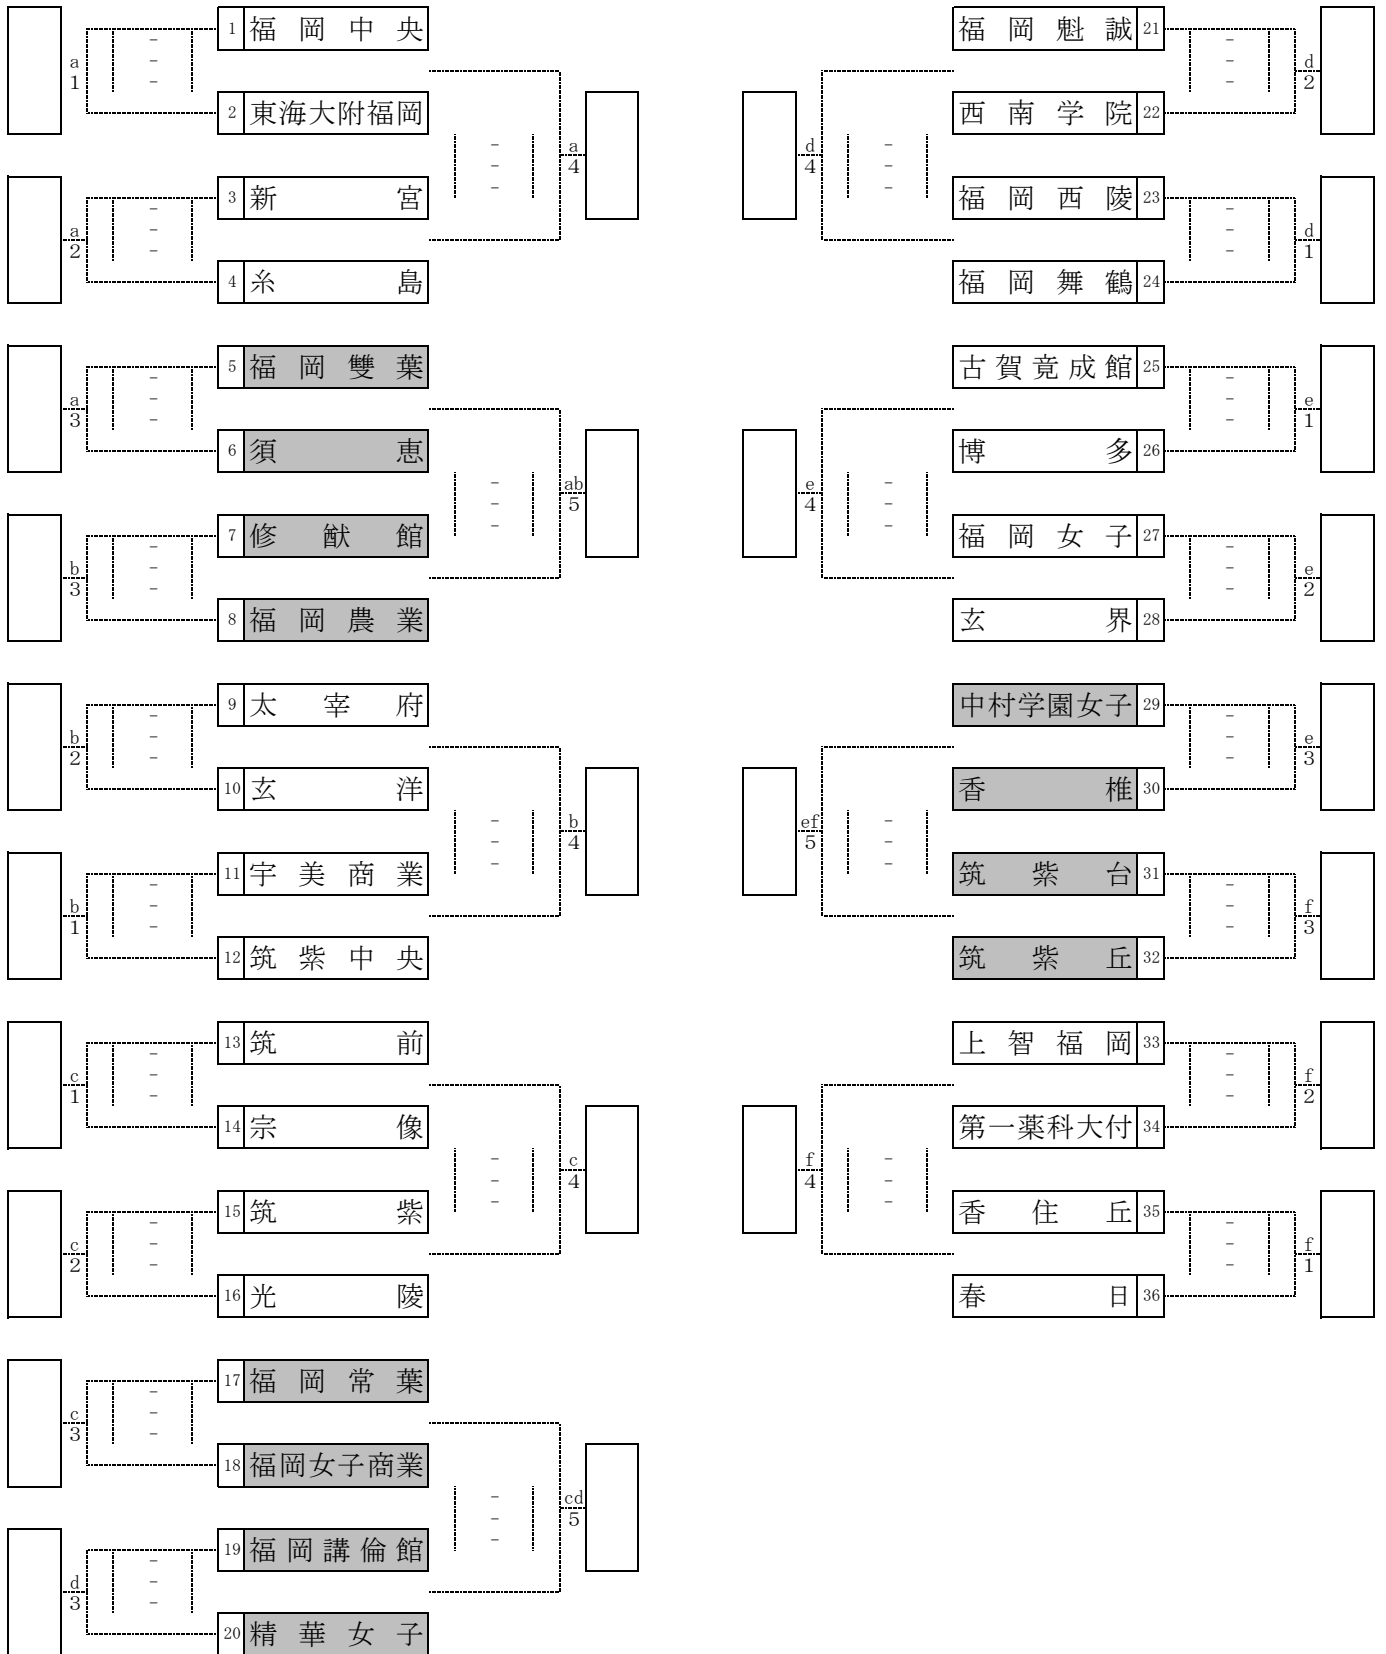 1 福岡中央
-
-
-
a
1
2 東海大附福岡
-
-
-
a
4
3 新宮
-
-
-
a
2
4 糸島
5 福岡雙葉
-
-
-
a
3
6 須恵
-
-
-
ab
5
7 修猷館
-
-
-
b
3
8 福岡農業
9 太宰府
-
-
-
b
2
10 玄洋
-
-
-
b
4
11 宇美商業
-
-
-
b
1
12 筑紫中央
13 筑前
-
-
-
c
1
14 宗像
-
-
-
c
4
15 筑紫
-
-
-
c
2
16 光陵
17 福岡常葉
-
-
-
c
3
18 福岡女子商業
-
-
-
cd
5
19 福岡講倫館
-
-
-
d
3
20 精華女子
福岡魁誠 21
-
-
-
d
2
西南学院 22
-
-
-
d
4
福岡西陵 23
-
-
-
d
1
福岡舞鶴 24
古賀竟成館 25
-
-
-
e
1
博多 26
-
-
-
e
4
福岡女子 27
-
-
-
e
2
玄界 28
中村学園女子 29
-
-
-
e
3
香椎 30
-
-
-
ef
5
筑紫台 31
-
-
-
f
3
筑紫丘 32
上智福岡 33
-
-
-
f
2
第一薬科大付 34
-
-
-
f
4
香住丘 35
-
-
-
f
1
春日 36